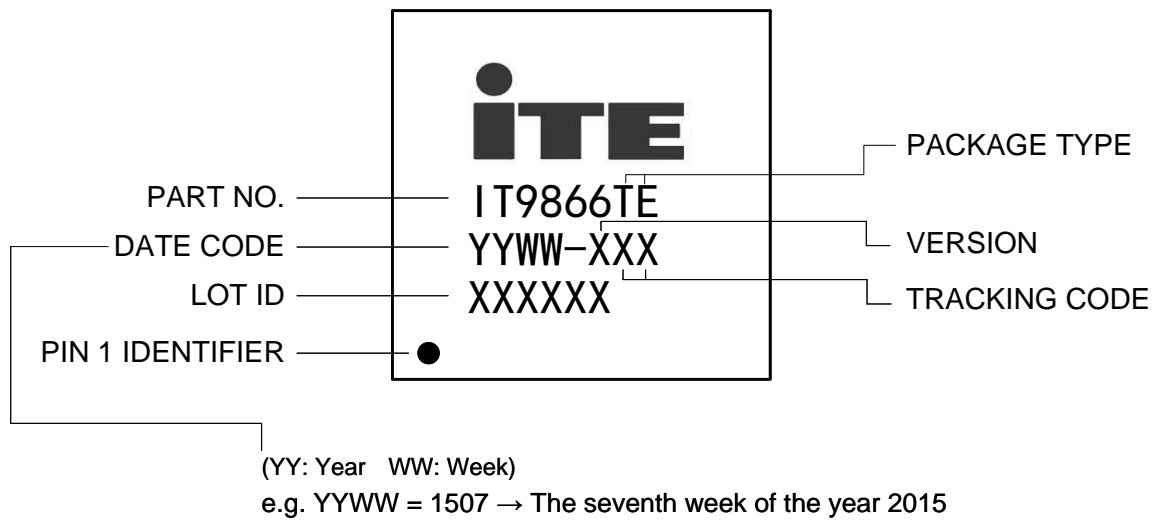 iTE
PACKAGE TYPE
PART NO.
IT9866TE
DATE CODE
YYWW-XXX
VERSION
LOT ID
XXXXXX
TRACKING CODE
PIN 1 IDENTIFIER
(YY: Year WW: Week)
e.g. YYWW = 1507 → The seventh week of the year 2015